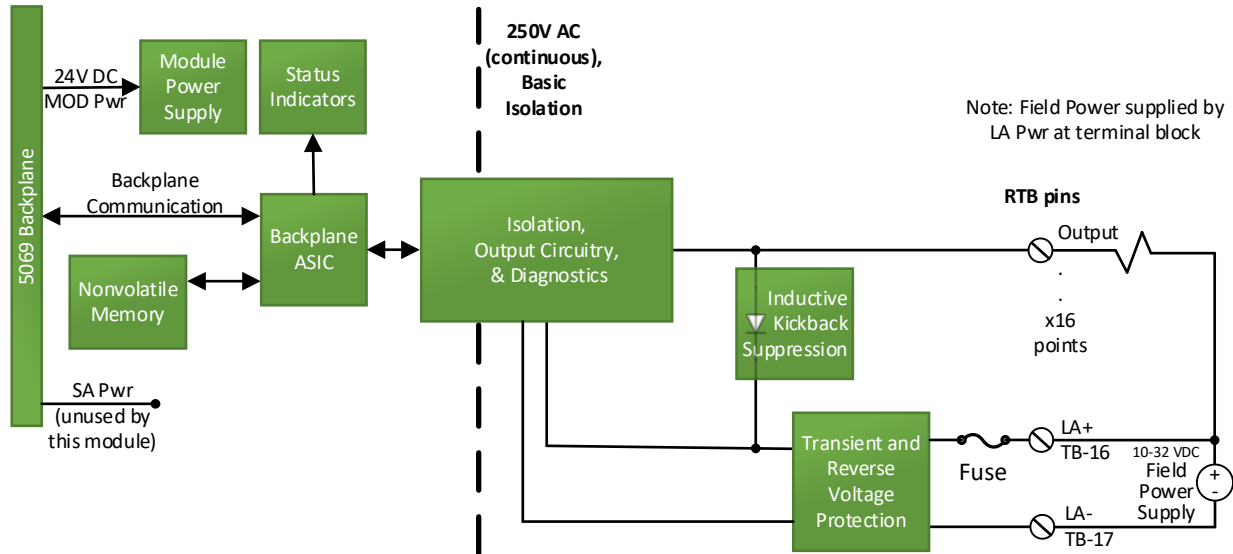 5069 Backplane
24V DC
MOD Pwr
Module
Power
Supply
Status
Indicators
250V AC
(continuous),
Basic
Isolation
Note: Field Power supplied by
LA Pwr at terminal block
Backplane
Communication
Backplane
ASIC
Isolation,
Output Circuitry,
& Diagnostics
RTB pins
Output
.
.
x16
points
Nonvolatile
Memory
Inductive
Kickback
Suppression
SA Pwr
(unused by
this module)
Transient and
Reverse
Voltage
Protection
Fuse
LA+
TB-16
10-32 VDC
Field
Power
Supply
+
-
LA-
TB-17